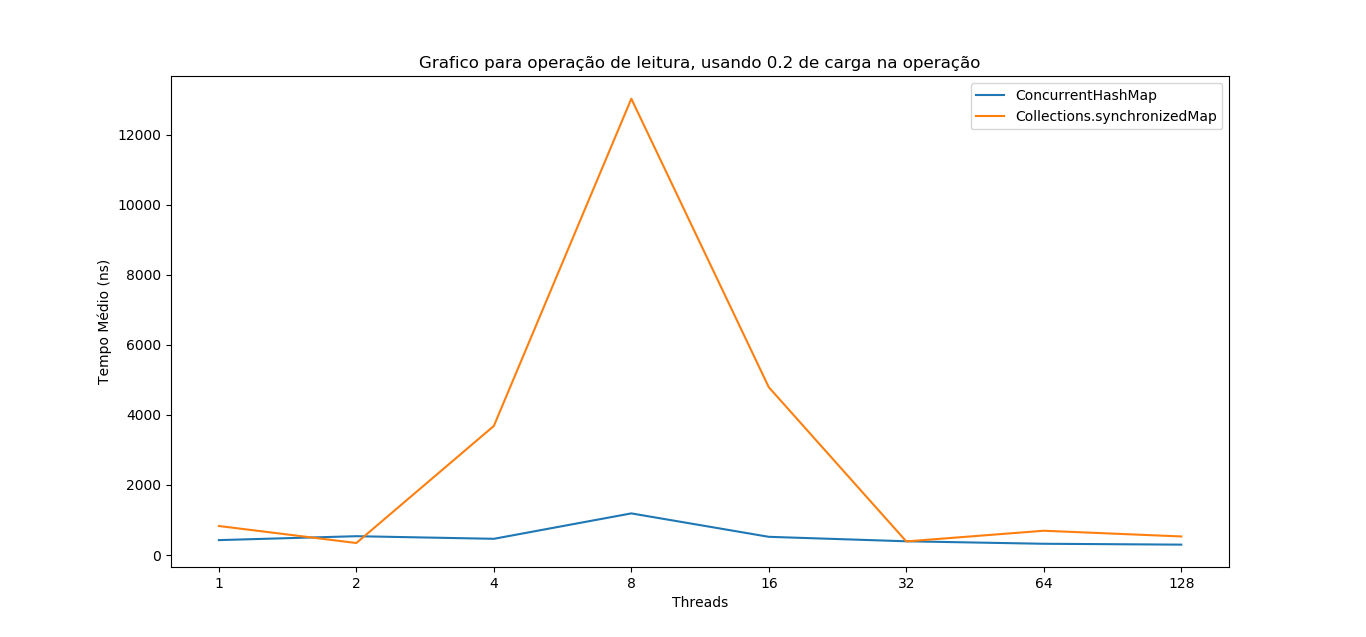 Grafico para operação de leitura, usando 0.2 de carga na operação
ConcurrentHashMap
Collections.synchronizedMap
12000
10000
8000
6000
4000
2000
0
Tempo Médio (ns)
1 2 4 8 16 32 64 128
Threads